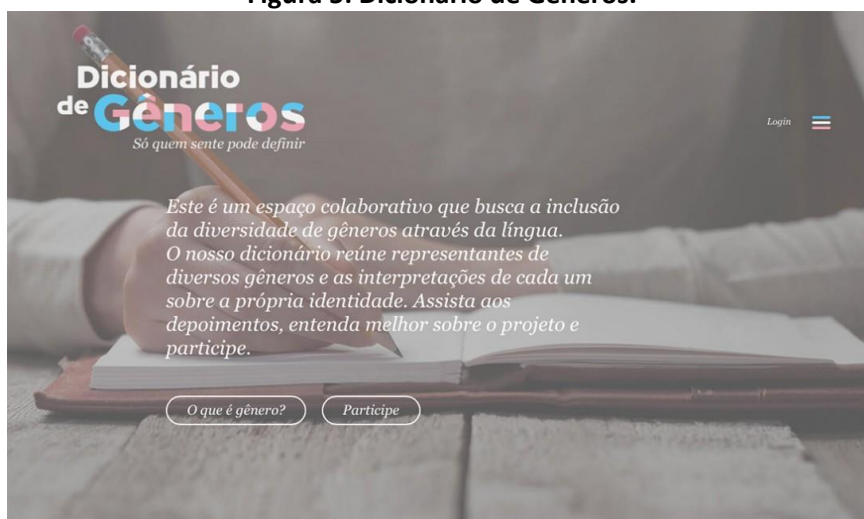 Figura 3. Dicionário de Gêneros.
Dicionário
de Gêneros
Só quem sente pode definir
Login
Este é um espaço colaborativo que busca a inclusão
da diversidade de gêneros através da língua.
O nosso dicionário reúne representantes de
diversos gêneros e as interpretações de cada um
sobre a própria identidade. Assista aos
depoimentos, entenda melhor sobre o projeto e
participe.
O que é gênero?
Participe